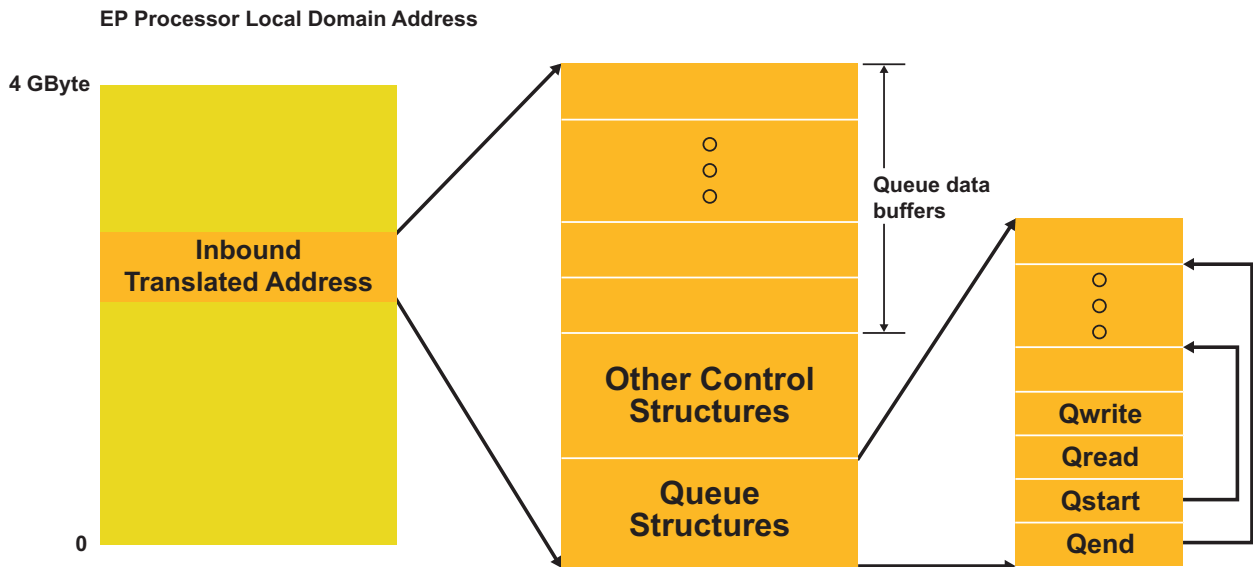 EP Processor Local Domain Address
4 GByte
Inbound
Translated Address
0
Queue data
buffers
Other Control
Structures
Queue
Structures
Qwrite
Qread
Qstart
Qend